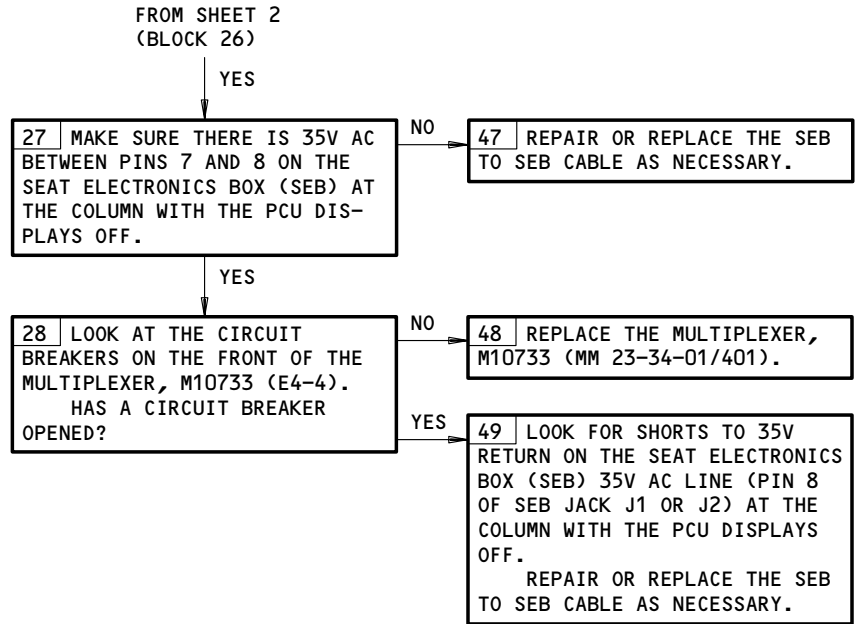 FROM SHEET 2
(BLOCK 26)
YES
27 MAKE SURE THERE IS 35V AC
BETWEEN PINS 7 AND 8 ON THE
SEAT ELECTRONICS BOX (SEB) AT
THE COLUMN WITH THE PCU DIS-
PLAYS OFF.
NO
47 REPAIR OR REPLACE THE SEB
TO SEB CABLE AS NECESSARY.
YES
28 LOOK AT THE CIRCUIT
BREAKERS ON THE FRONT OF THE
MULTIPLEXER, M10733 (E4-4).
HAS A CIRCUIT BREAKER
OPENED?
NO
48 REPLACE THE MULTIPLEXER,
M10733 (MM 23-34-01/401).
YES
49 LOOK FOR SHORTS TO 35V
RETURN ON THE SEAT ELECTRONICS
BOX (SEB) 35V AC LINE (PIN 8
OF SEB JACK J1 OR J2) AT THE
COLUMN WITH THE PCU DISPLAYS
OFF.
REPAIR OR REPLACE THE SEB
TO SEB CABLE AS NECESSARY.